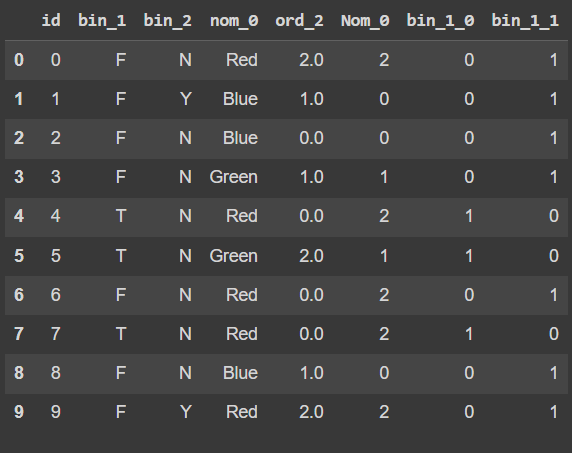 id bin_1 bin_2 nom_0 ord_2 Nom_0 bin_1_0 bin_1_1
0 0 F N Red 2.0 2 0 1
1 1 F Y Blue 1.0 0 0 1
2 2 F N Blue 0.0 0 0 1
3 3 F N Green 1.0 1 0 1
4 4 T N Red 0.0 2 1 0
5 5 T N Green 2.0 1 1 0
6 6 F N Red 0.0 2 0 1
7 7 T N Red 0.0 2 1 0
8 8 F N Blue 1.0 0 0 1
9 9 F Y Red 2.0 2 0 1